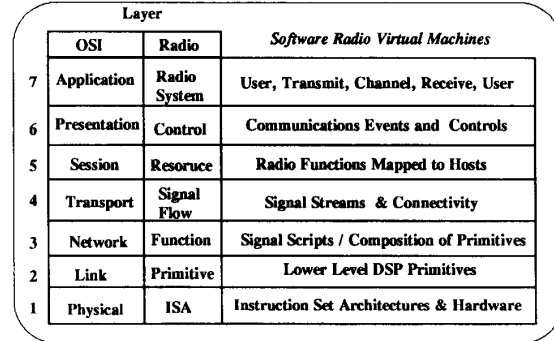 Layer
OSI Radio Software Radio Virtual Machines
7 Application Radio System User, Transmit, Channel, Receive, User
6 Presentation Control Communications Events and Controls
5 Session Resoruce Radio Functions Mapped to Hosts
4 Transport Signal Flow Signal Streams & Connectivity
3 Network Function Signal Scripts / Composition of Primitives
2 Link Primitive Lower Level DSP Primitives
1 Physical ISA Instruction Set Architectures & Hardware